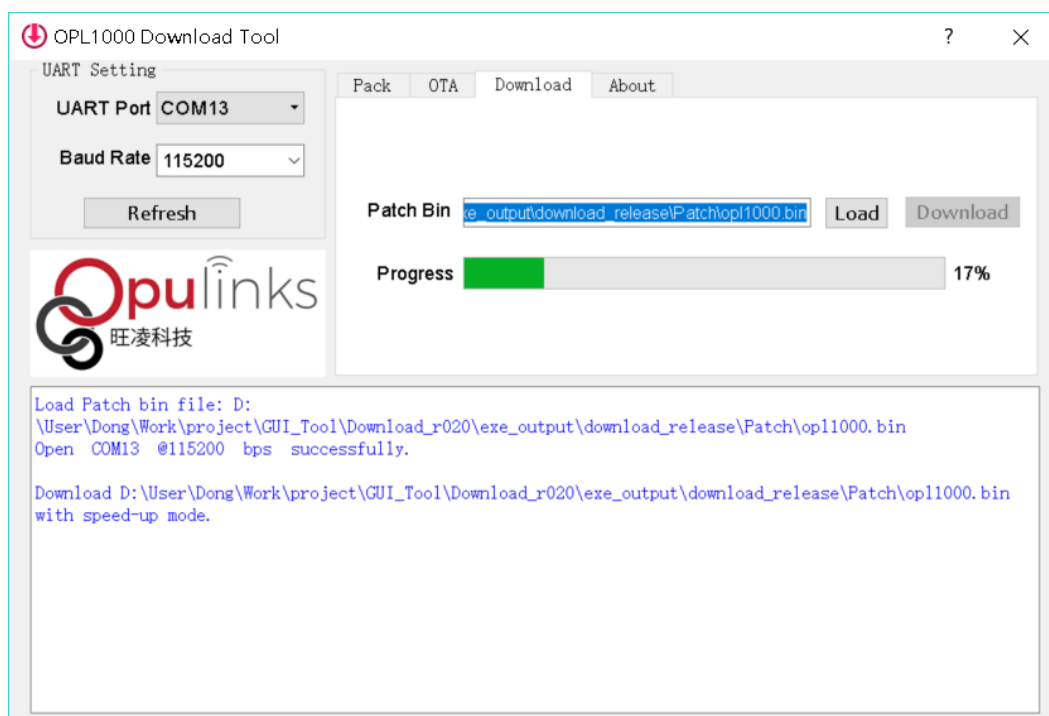 OPL1000 Download Tool
?
UART Setting
UART Port COM13
Baud Rate 115200
Refresh
Opulinks
旺凌科技
Pack OTA Download About
Patch Bin xe_output\download_release\Patch\opl1000.bin Load Download
Progress 17%
Load Patch bin file: D:
\User\Dong\Work\project\GUI_Tool\Download_r020\exe_output\download_release\Patch\opl1000.bin
Open COM13 @115200 bps successfully.
Download D:\User\Dong\Work\project\GUI_Tool\Download_r020\exe_output\download_release\Patch\opl1000.bin
with speed-up mode.